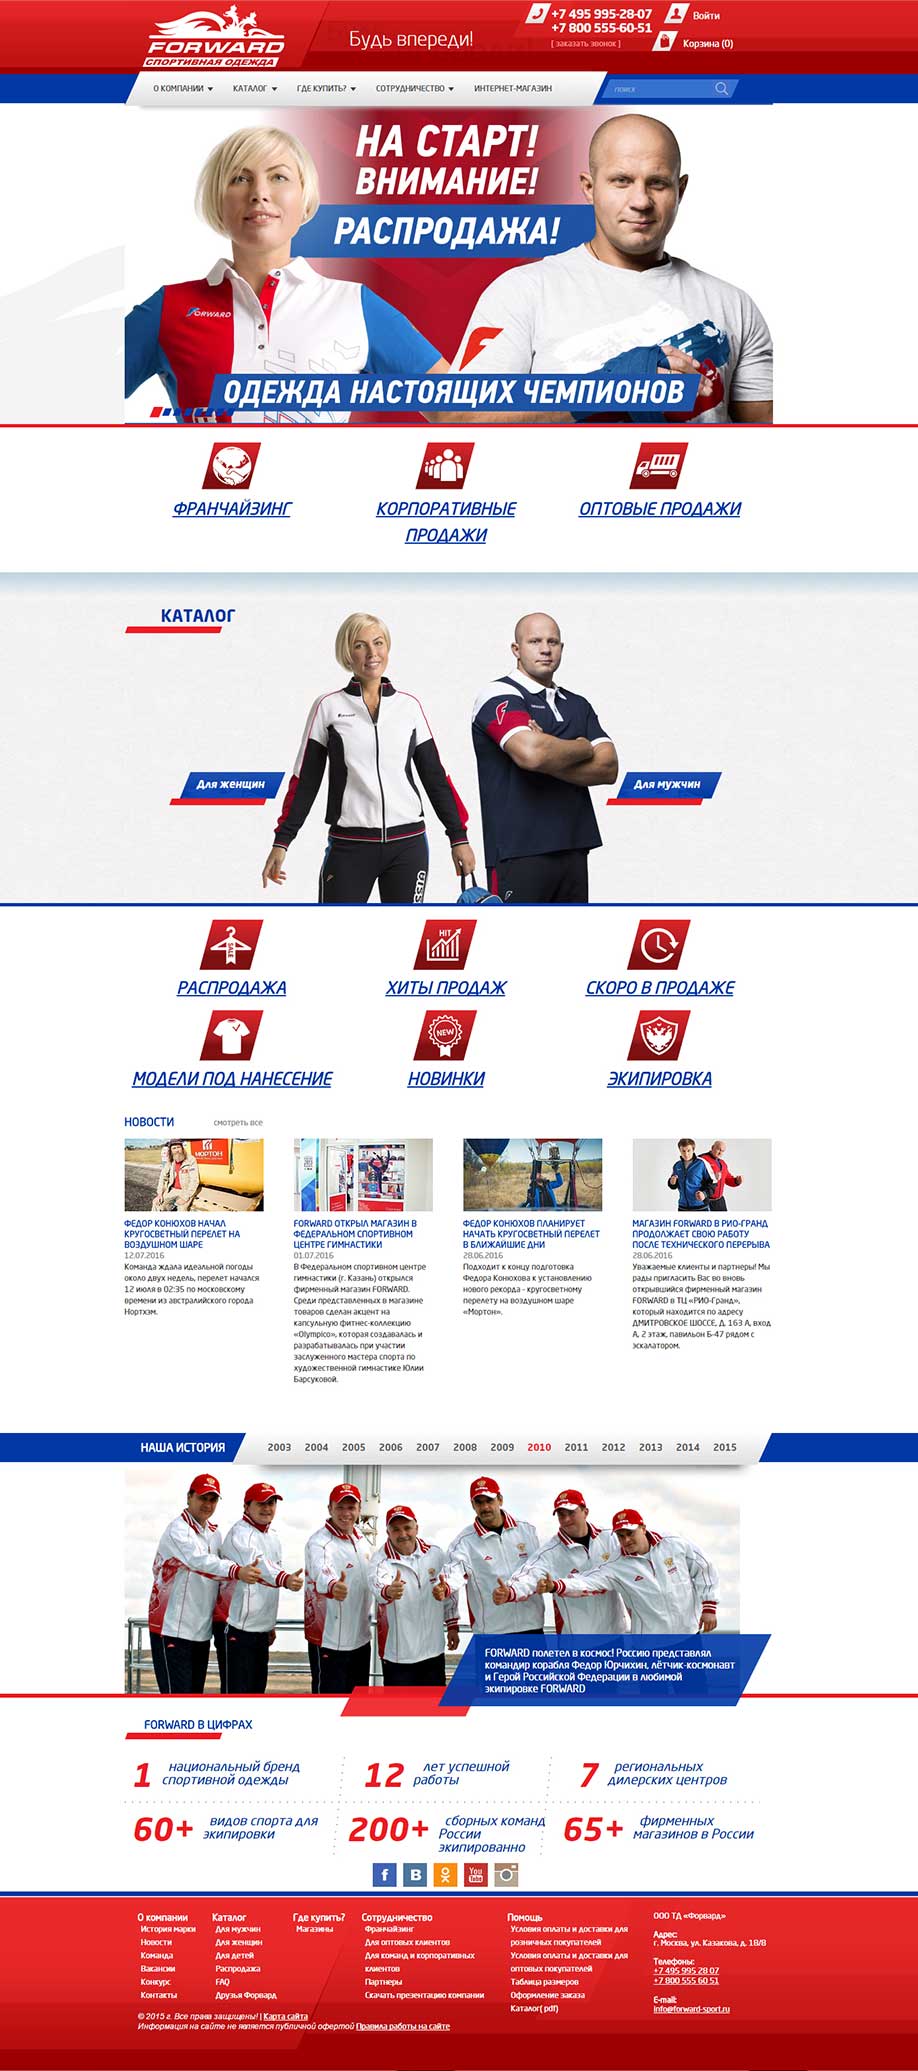 FORWARD
СПОРТИВНАЯ ОДЕЖДА
Будь впереди!
+7 495 995-28-07
+7 800 555-60-51
[ заказать звонок ]
Войти
Корзина (0)
О КОМПАНИИ
КАТАЛОГ
ГДЕ КУПИТЬ?
СОТРУДНИЧЕСТВО
ИНТЕРНЕТ-МАГАЗИН
ПОИСК
НА СТАРТ!
ВНИМАНИЕ!
РАСПРОДАЖА!
FORWARD
ОДЕЖДА НАСТОЯЩИХ ЧЕМПИОНОВ
ФРАНЧАЙЗИНГ
КОРПОРАТИВНЫЕ
ПРОДАЖИ
ОПТОВЫЕ ПРОДАЖИ
КАТАЛОГ
Для женщин
Для мужчин
SALE
РАСПРОДАЖА
HIT
ХИТЫ ПРОДАЖ
СКОРО В ПРОДАЖЕ
МОДЕЛИ ПОД НАНЕСЕНИЕ
NEW
НОВИНКИ
ЭКИПИРОВКА
НОВОСТИ
смотреть все
МОРТОН
ФЕДОР КОНЮХОВ НАЧАЛ
КРУГОСВЕТНЫЙ ПЕРЕЛЕТ НА
ВОЗДУШНОМ ШАРЕ
12.07.2016
Команда ждала идеальной погоды
около двух недель, перелет начался
12 июля в 02:35 по московскому
времени из австралийского города
Нортхэм.
FORWARD ОТКРЫЛ МАГАЗИН В
ФЕДЕРАЛЬНОМ СПОРТИВНОМ
ЦЕНТРЕ ГИМНАСТИКИ
01.07.2016
В Федеральном спортивном центре
гимнастики (г. Казань) открылся
фирменный магазин FORWARD.
Среди представленных в магазине
товаров сделан акцент на
капсульную фитнес-коллекцию
«Olympico», которая создавалась и
разрабатывалась при участии
заслуженного мастера спорта по
художественной гимнастике Юлии
Барсуковой.
ФЕДОР КОНЮХОВ ПЛАНИРУЕТ
НАЧАТЬ КРУГОСВЕТНЫЙ ПЕРЕЛЕТ
В БЛИЖАЙШИЕ ДНИ
28.06.2016
Подходит к концу подготовка
Федора Конюхова к установлению
нового рекорда – кругосветному
перелету на воздушном шаре
«Мортон».
МАГАЗИН FORWARD В РИО-ГРАНД
ПРОДОЛЖАЕТ СВОЮ РАБОТУ
ПОСЛЕ ТЕХНИЧЕСКОГО ПЕРЕРЫВА
28.06.2016
Уважаемые клиенты и партнеры! Мы
рады пригласить Вас во вновь
открывшийся фирменный магазин
FORWARD в ТЦ «РИО-Гранд»,
который находится по адресу
ДМИТРОВСКОЕ ШОССЕ, Д. 163 А, вход
А, 2 этаж, павильон Б-47 рядом с
эскалатором.
НАША ИСТОРИЯ
2003 2004 2005 2006 2007 2008 2009 2010 2011 2012 2013 2014 2015
FORWARD полетел в космос! Россию представлял
командир корабля Федор Юрчихин, лётчик-космонавт
и Герой Российской Федерации в любимой
экипировке FORWARD
FORWARD В ЦИФРАХ
1 национальный бренд
спортивной одежды
12 лет успешной
работы
7 региональных
дилерских центров
60+ видов спорта для
экипировки
200+ сборных команд
России
экипированно
65+ фирменных
магазинов в России
f
В
You
Tube
О компании
История марки
Новости
Команда
Вакансии
Конкурс
Контакты
Каталог
Для мужчин
Для женщин
Для детей
Распродажа
FAQ
Друзья Форвард
Где купить?
Магазины
Сотрудничество
Франчайзинг
Для оптовых клиентов
Для команд и корпоративных
клиентов
Партнеры
Скачать презентацию компании
Помощь
Условия оплаты и доставки для
розничных покупателей
Условия оплаты и доставки для
оптовых покупателей
Таблица размеров
Оформление заказа
Каталог( pdf)
ООО ТД «Форвард»
Адрес:
г. Москва, ул. Казакова, д. 18/8
Телефоны:
+7 495 995 28 07
+7 800 555 60 51
E-mail:
info@forward-sport.ru
© 2015 г. Все права защищены! | Карта сайта
Информация на сайте не является публичной офертой Правила работы на сайте